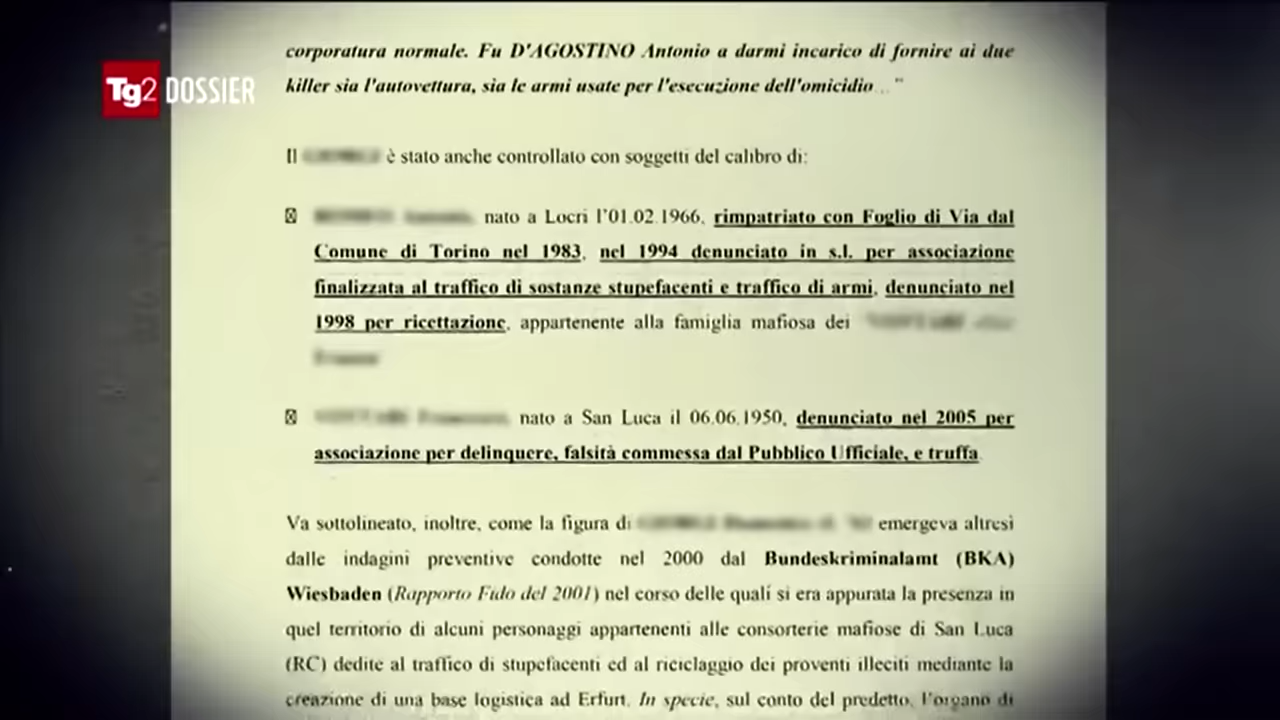 corporatura normale. Fu D'AGOSTINO Antonio a darmi incarico di fornire ai due
killer sia l'autovettura, sia le armi usate per l'esecuzione dell'omicidio..."
Tg2 DOSSIER
Il è stato anche controllato con soggetti del calibro di:
nato a Locri l'01.02.1966, rimpatriato con Foglio di Via dal
Comune di Torino nel 1983, nel 1994 denunciato in s.l. per associazione
finalizzata al traffico di sostanze stupefacenti e traffico di armi, denunciato nel
1998 per ricettazione, appartenente alla famiglia mafiosa dei
nato a San Luca il 06.06.1950, denunciato nel 2005 per
associazione per delinquere, falsità commessa dal Pubblico Ufficiale, e truffa.
Va sottolineato, inoltre, come la figura di emergeva altresì
dalle indagini preventive condotte nel 2000 dal Bundeskriminalamt (BKA)
Wiesbaden (Rapporto Fido del 2001) nel corso delle quali si era appurata la presenza in
quel territorio di alcuni personaggi appartenenti alle consorterie mafiose di San Luca
(RC) dedite al traffico di stupefacenti ed al riciclaggio dei proventi illeciti mediante la
creazione di una base logistica ad Erfurt. In specie, sul conto del predetto, l'organo di